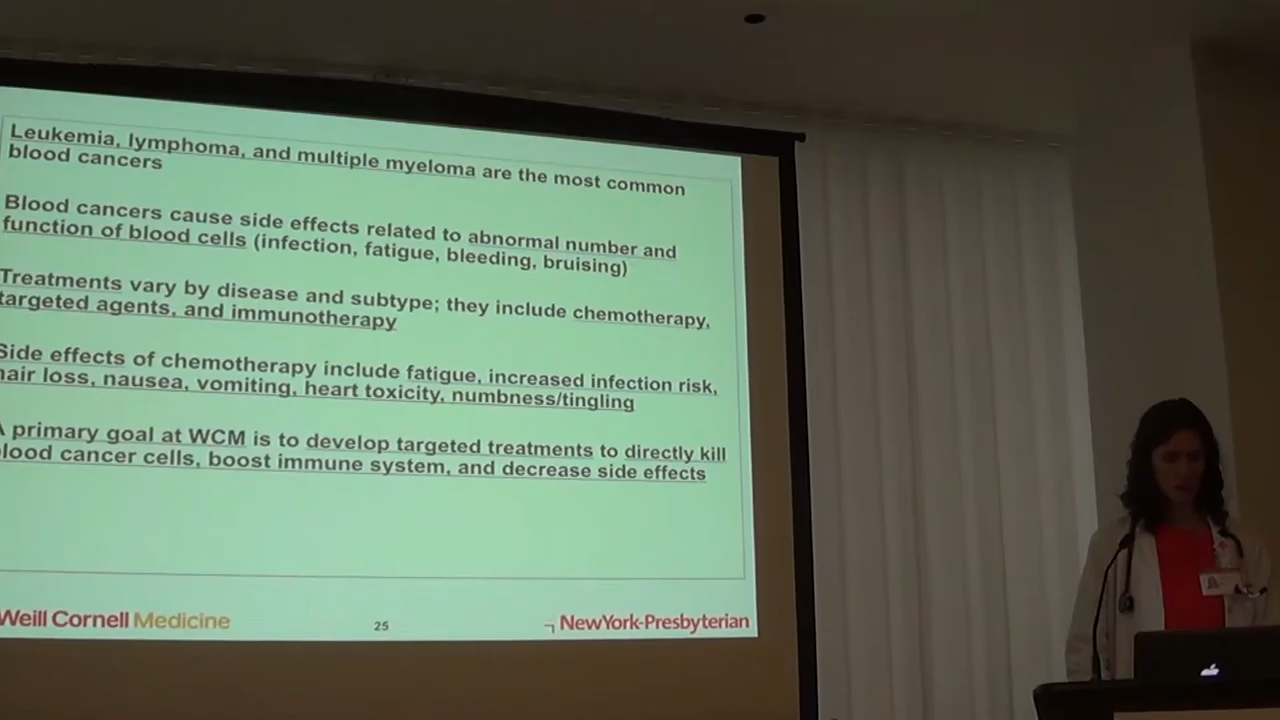 Leukemia, lymphoma, and multiple myeloma are the most common
blood cancers
Blood cancers cause side effects related to abnormal number and
function of blood cells (infection, fatigue, bleeding, bruising)
Treatments vary by disease and subtype; they include chemotherapy,
targeted agents, and immunotherapy
Side effects of chemotherapy include fatigue, increased infection risk,
hair loss, nausea, vomiting, heart toxicity, numbness/tingling
A primary goal at WCM is to develop targeted treatments to directly kill
blood cancer cells, boost immune system, and decrease side effects
Weill Cornell Medicine
25
NewYork-Presbyterian